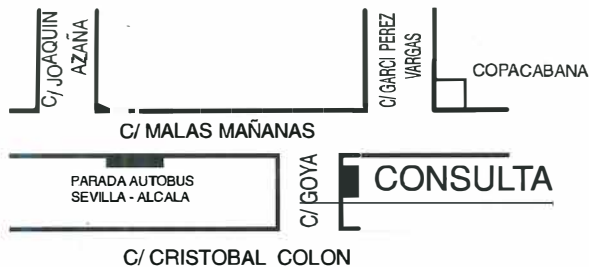 C/ JOAQUIN
AZAÑA
C/ GARCI PEREZ
VARGAS
COPACABANA
C/ MALAS MAÑANAS
PARADA AUTOBUS
SEVILLA - ALCALA
C/ GOYA
CONSULTA
C/ CRISTOBAL COLON